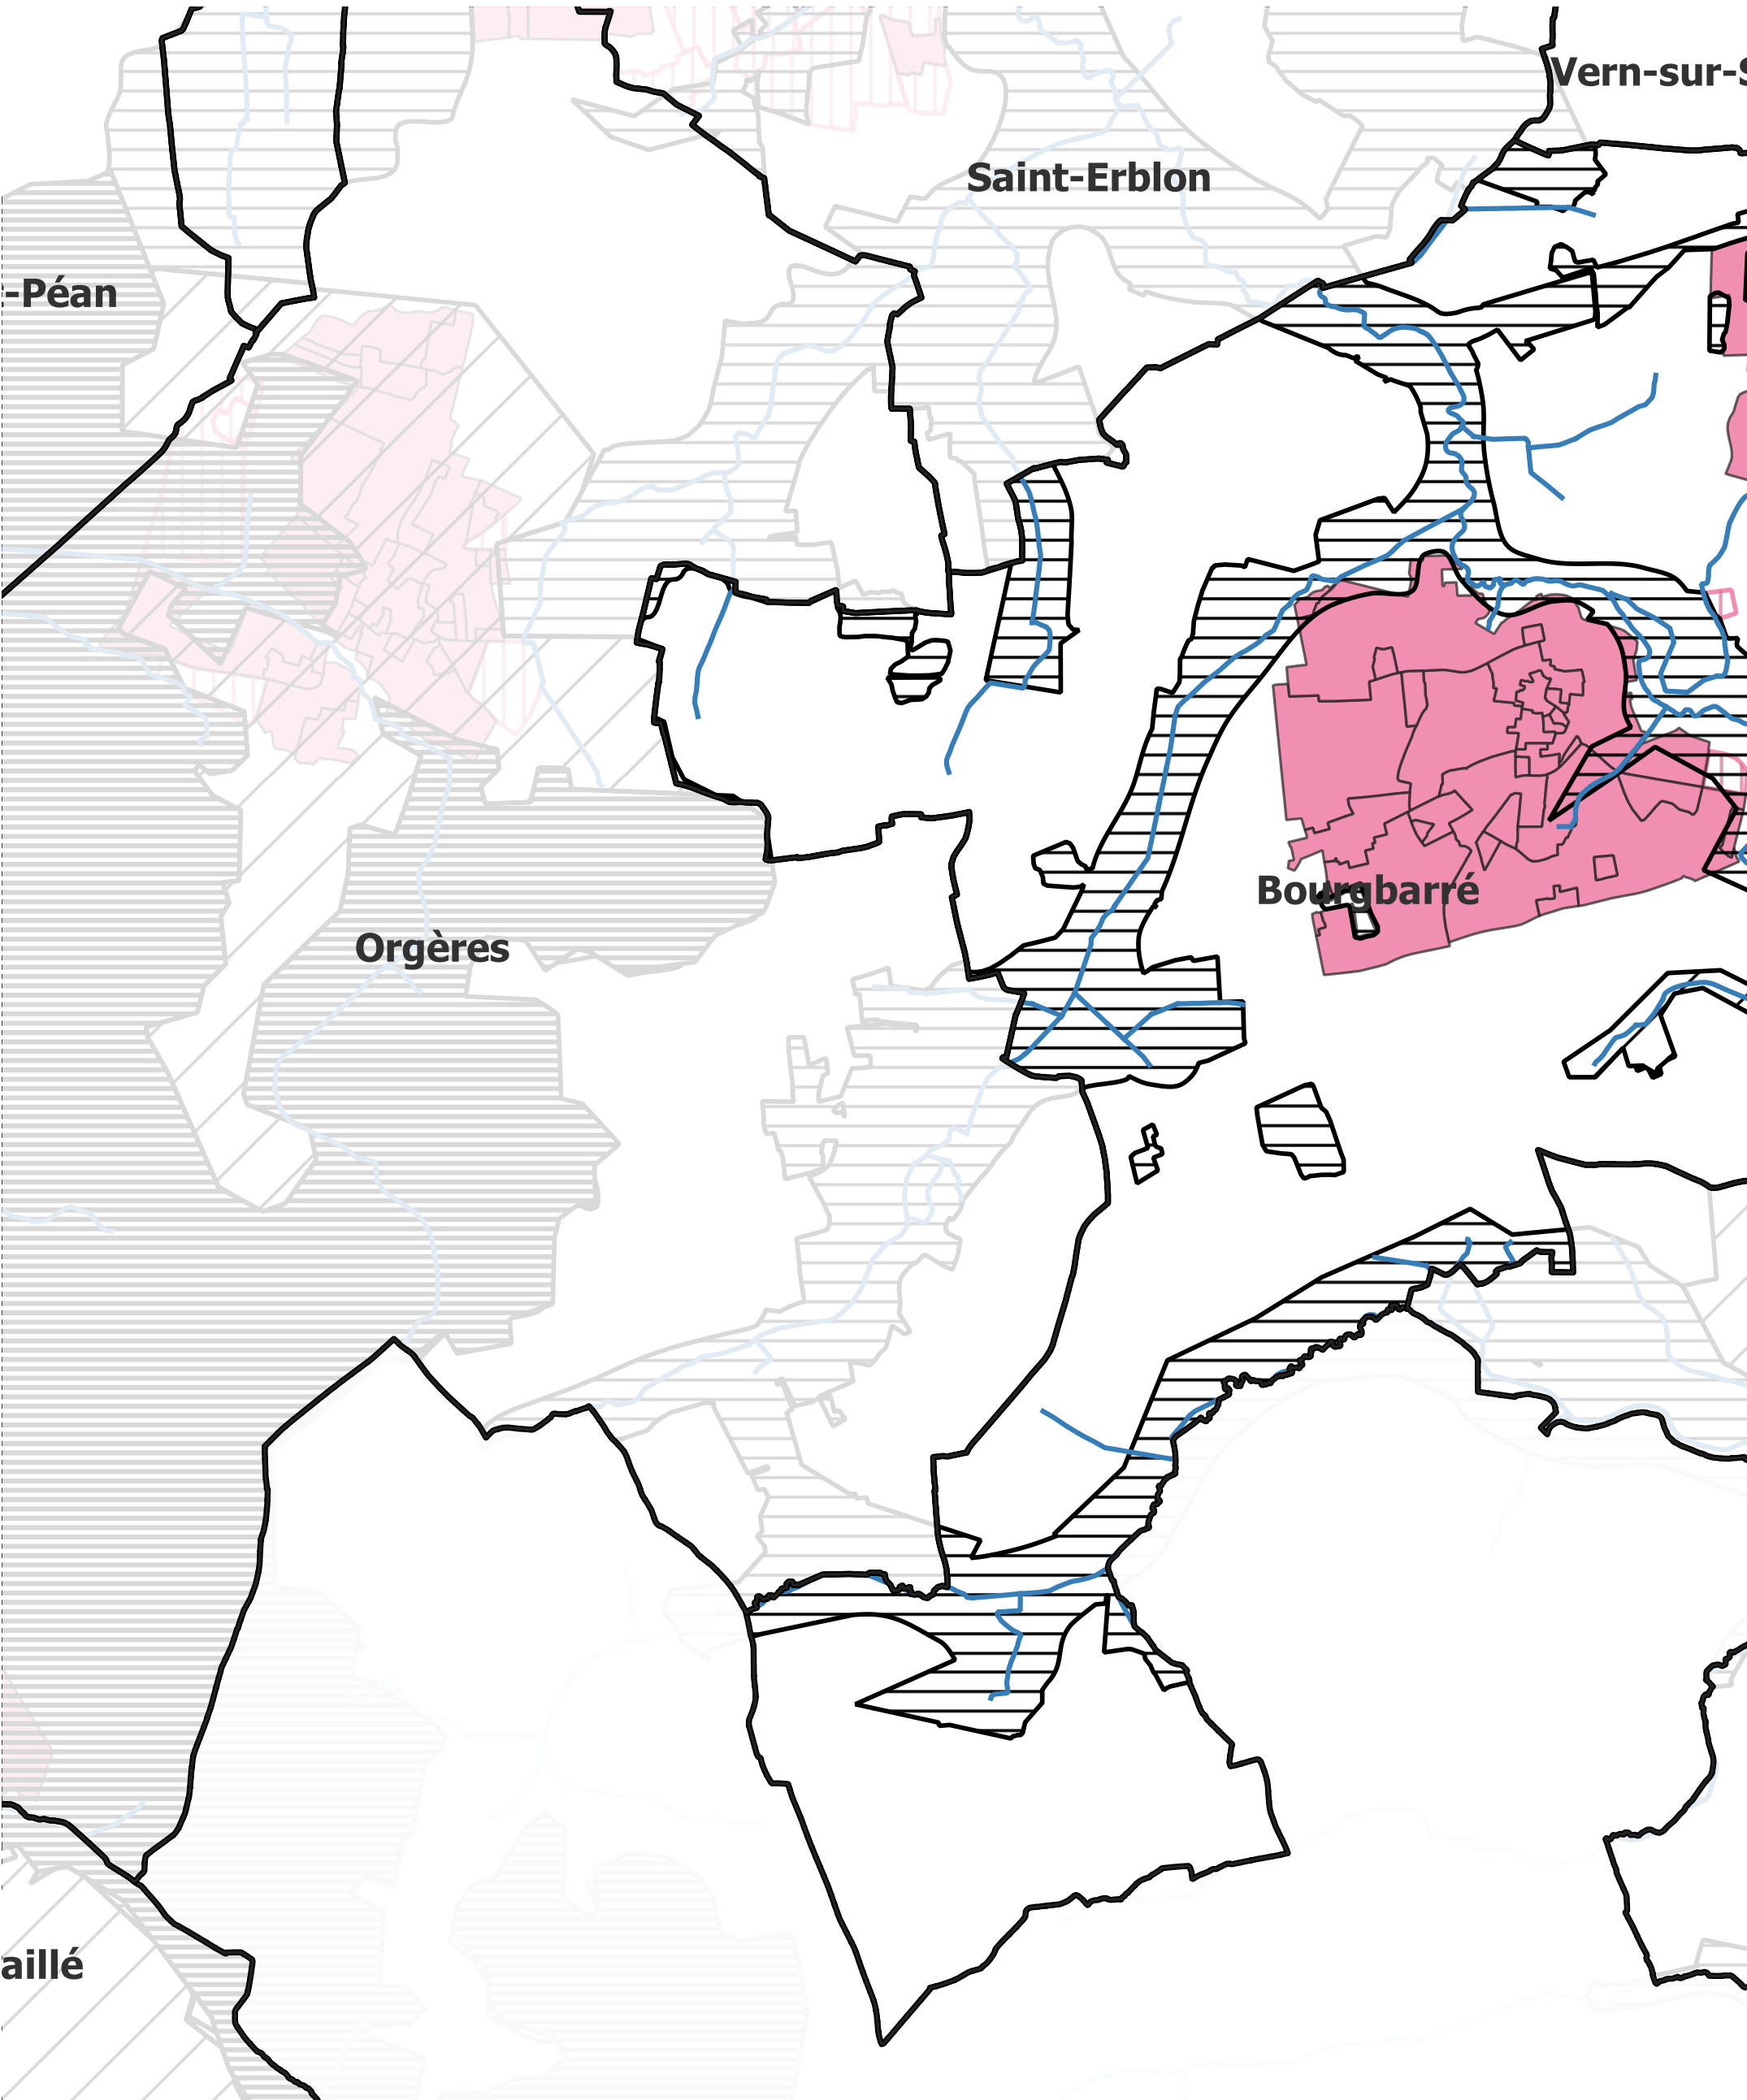 Vern-sur-S
Saint-Erblon
-Péan
Bourgbarré
Orgères
aillé